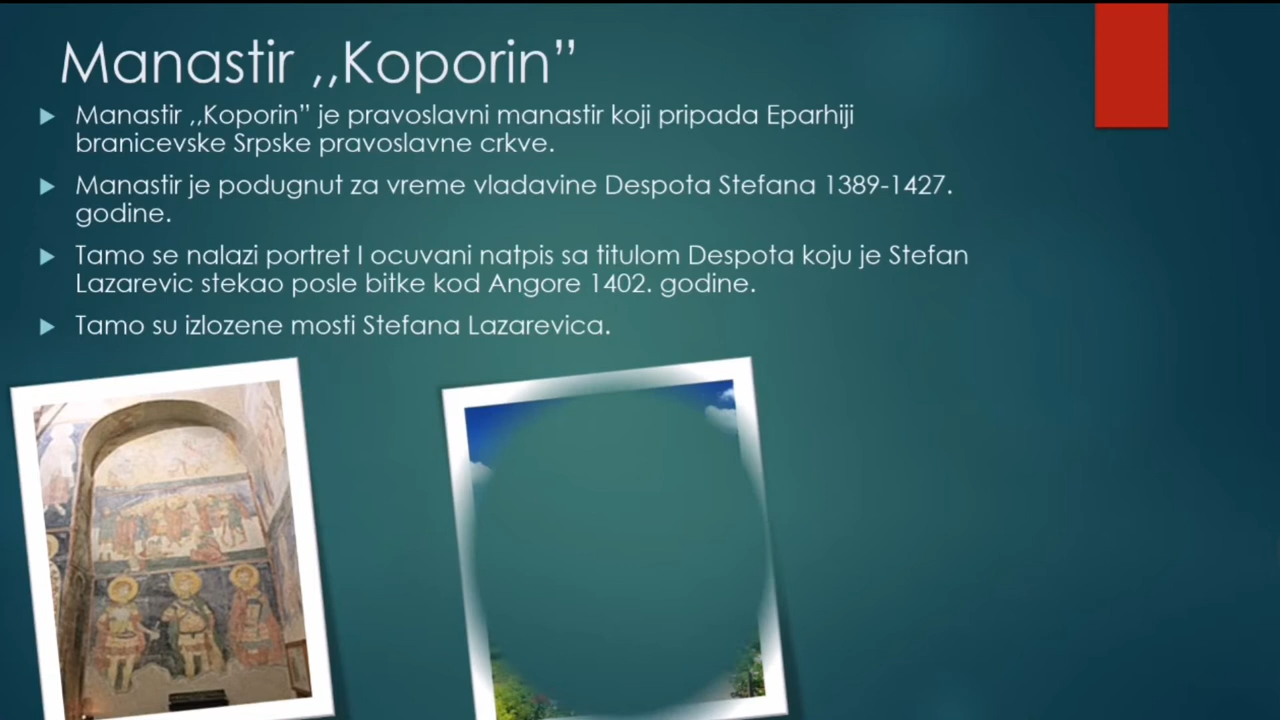 Manastir ,,Koporin”
Manastir ,,Koporin” je pravoslavni manastir koji pripada Eparhiji
branicevske Srpske pravoslavne crkve.
Manastir je podugnut za vreme vladavine Despota Stefana 1389-1427.
godine.
Tamo se nalazi portret I ocuvani natpis sa titulom Despota koju je Stefan
Lazarevic stekao posle bitke kod Angore 1402. godine.
Tamo su izlozene mosti Stefana Lazarevica.